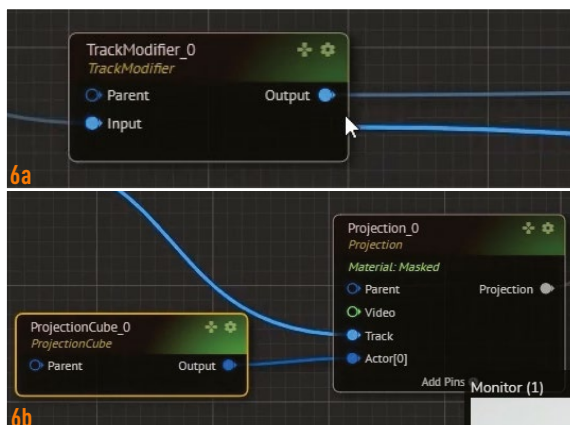 TrackModifier_0
TrackModifier
Parent
Output
Input
6a
Projection_0
Projection
Material: Masked
Parent
Projection
Video
Track
Actor[0]
Add Pins
ProjectionCube_0
ProjectionCube
Parent
Output
Monitor (1)
6b